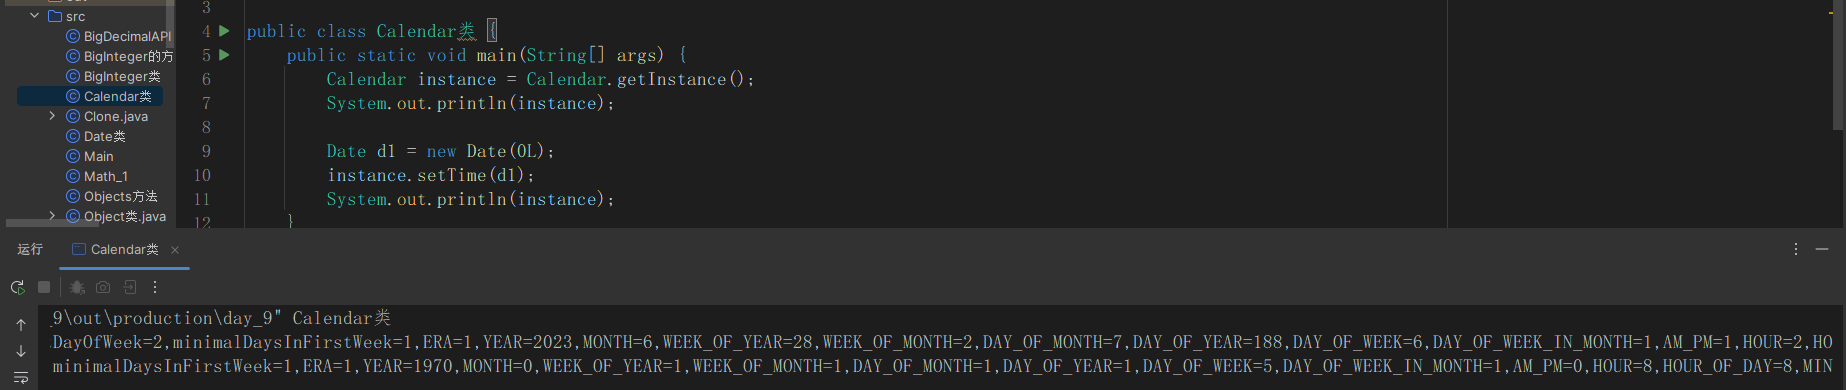 src
BigDecimalAPI
BigInteger的方
BigInteger类
Calendar类
Clone.java
Date类
Main
Math_1
Objects方法
Object类.java
3
4 public class Calendar类 {
5 public static void main(String[] args) {
6 Calendar instance = Calendar.getInstance();
7 System.out.println(instance);
8
9 Date d1 = new Date(0L);
10 instance.setTime(d1);
11 System.out.println(instance);
12 }
运行 Calendar类
_9\out\production\day_9" Calendar类
DayOfWeek=2,minimalDaysInFirstWeek=1,ERA=1,YEAR=2023,MONTH=6,WEEK_OF_YEAR=28,WEEK_OF_MONTH=2,DAY_OF_MONTH=7,DAY_OF_YEAR=188,DAY_OF_WEEK=6,DAY_OF_WEEK_IN_MONTH=1,AM_PM=1,HOUR=2,HO
minimalDaysInFirstWeek=1,ERA=1,YEAR=1970,MONTH=0,WEEK_OF_YEAR=1,WEEK_OF_MONTH=1,DAY_OF_MONTH=1,DAY_OF_YEAR=1,DAY_OF_WEEK=5,DAY_OF_WEEK_IN_MONTH=1,AM_PM=0,HOUR=8,HOUR_OF_DAY=8,MIN